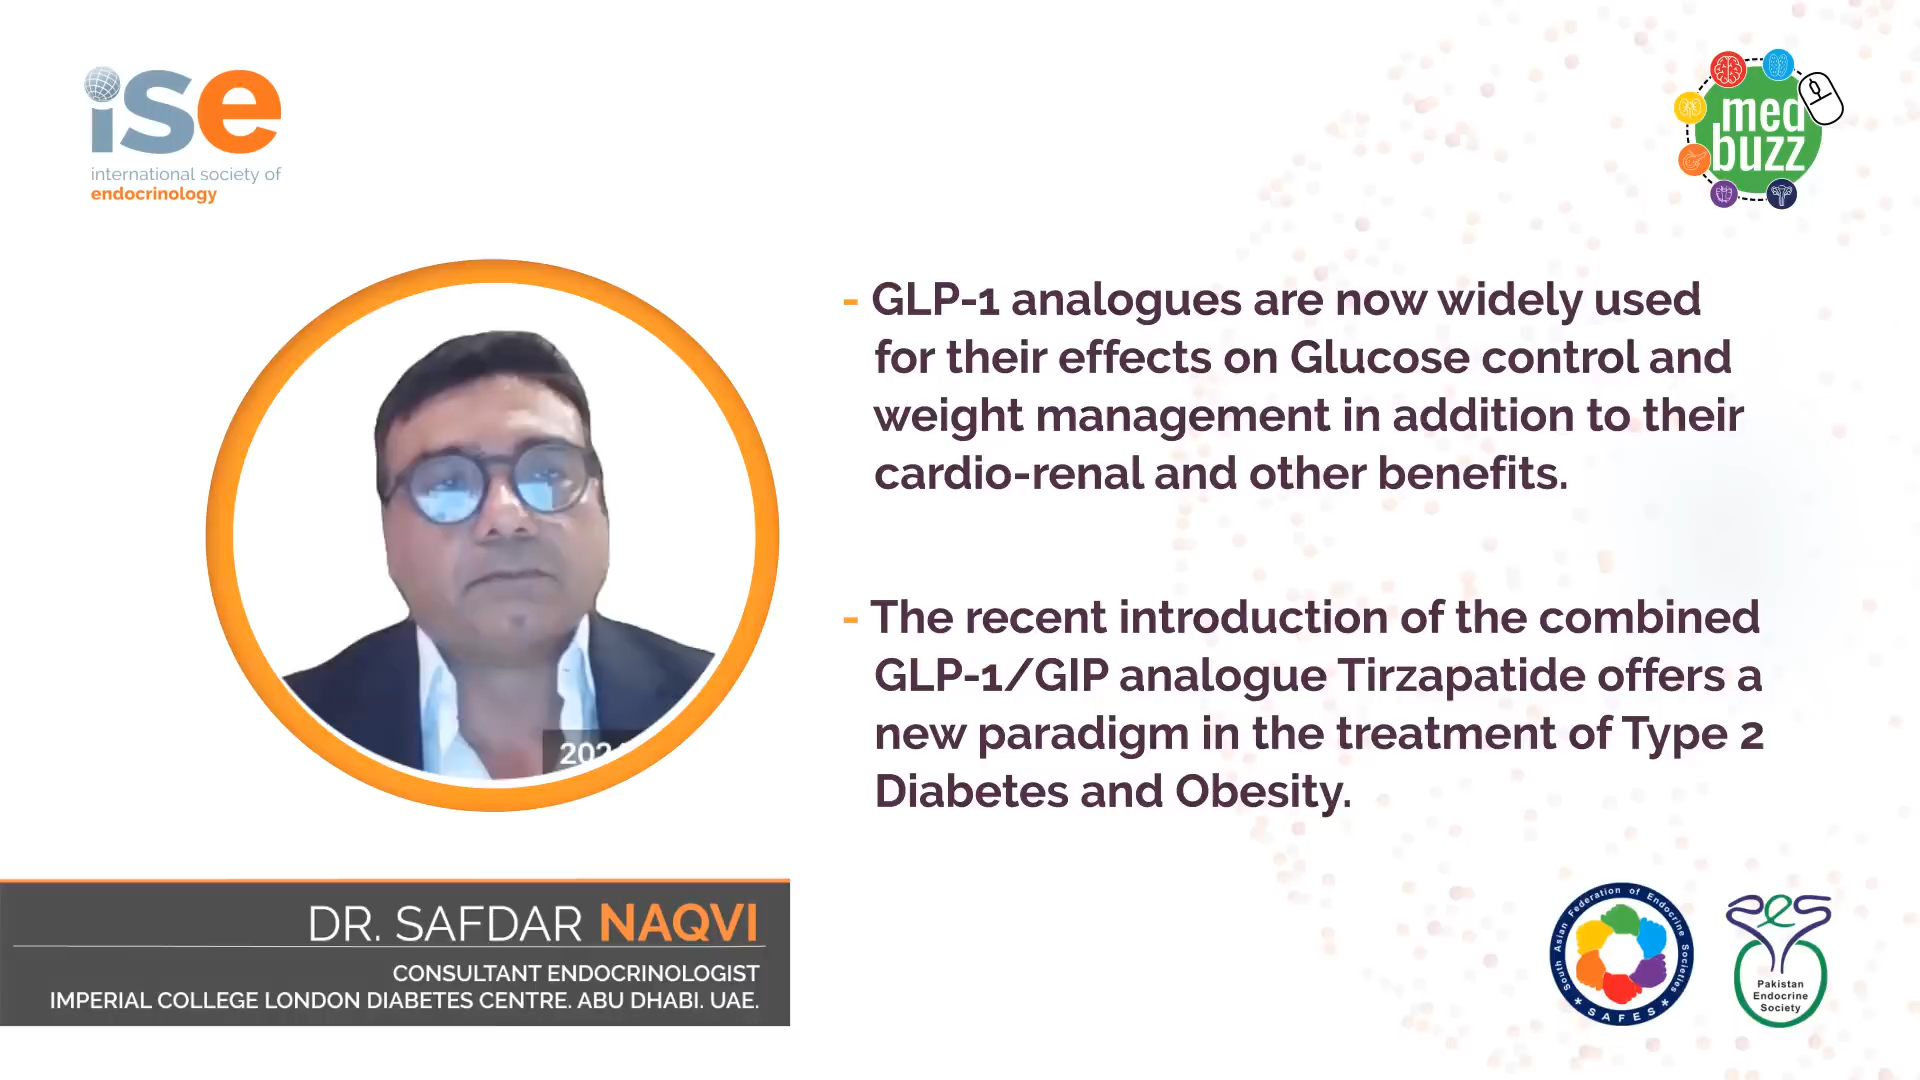 ise
international society of
endocrinology
med
buzz
- GLP-1 analogues are now widely used
for their effects on Glucose control and
weight management in addition to their
cardio-renal and other benefits.
- The recent introduction of the combined
GLP-1/GIP analogue Tirzapatide offers a
new paradigm in the treatment of Type 2
Diabetes and Obesity.
DR. SAFDAR NAQVI
CONSULTANT ENDOCRINOLOGIST
IMPERIAL COLLEGE LONDON DIABETES CENTRE. ABU DHABI. UAE.
South Asian Federation of Endocrine Societies
SAFES
PES
Pakistan
Endocrine
Society